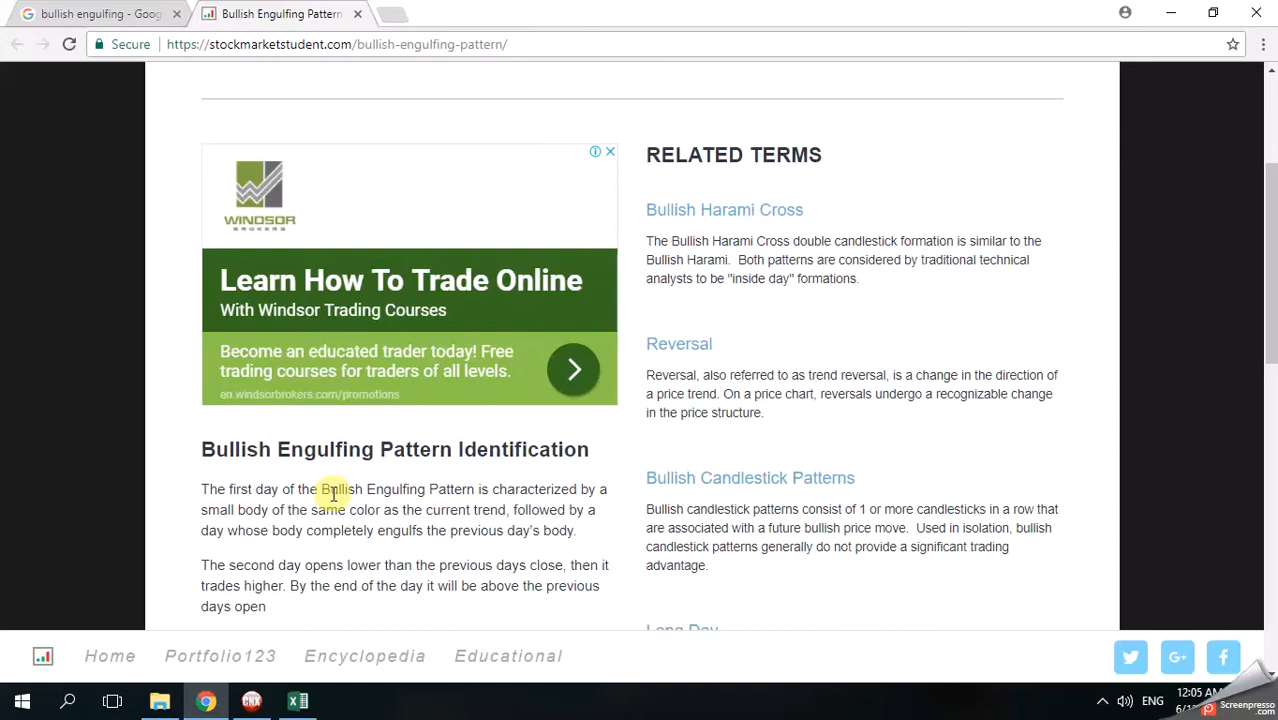 bullish engulfing - Goog
Bullish Engulfing Pattern
Secure
https://stockmarketstudent.com/bullish-engulfing-pattern/
WINDSOR
BROKERS
Learn How To Trade Online
With Windsor Trading Courses
Become an educated trader today! Free
trading courses for traders of all levels.
en.windsorbrokers.com/promotions
Bullish Engulfing Pattern Identification
The first day of the Bullish Engulfing Pattern is characterized by a
small body of the same color as the current trend, followed by a
day whose body completely engulfs the previous day's body.
The second day opens lower than the previous days close, then it
trades higher. By the end of the day it will be above the previous
days open
RELATED TERMS
Bullish Harami Cross
The Bullish Harami Cross double candlestick formation is similar to the
Bullish Harami. Both patterns are considered by traditional technical
analysts to be "inside day" formations.
Reversal
Reversal, also referred to as trend reversal, is a change in the direction of
a price trend. On a price chart, reversals undergo a recognizable change
in the price structure.
Bullish Candlestick Patterns
Bullish candlestick patterns consist of 1 or more candlesticks in a row that
are associated with a future bullish price move. Used in isolation, bullish
candlestick patterns generally do not provide a significant trading
advantage.
Long Day
Home
Portfolio123
Encyclopedia
Educational
G+
ENG
12:05 AM
Screenpresso
.com